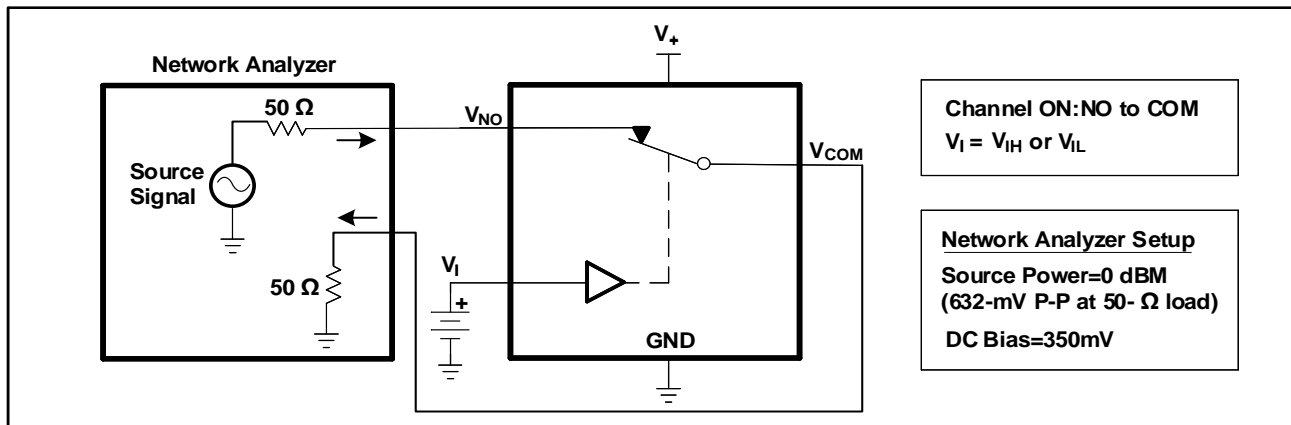 Network Analyzer
50 Ω
Source
Signal
50 Ω
V+
VNO
VCOM
VI
+
GND
Channel ON:NO to COM
VI = VIH or VIL
Network Analyzer Setup
Source Power=0 dBM
(632-mV P-P at 50- Ω load)
DC Bias=350mV